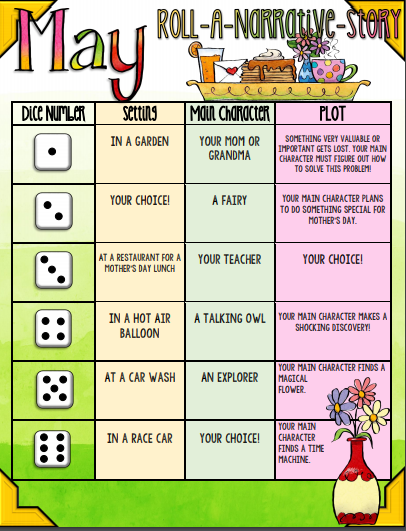 May
ROLL-A-NARRATIVE-STORY
Dice Number
Setting
Main Character
PLOT
IN A GARDEN
YOUR MOM OR
GRANDMA
SOMETHING VERY VALUABLE OR
IMPORTANT GETS LOST. YOUR MAIN
CHARACTER MUST FIGURE OUT HOW
TO SOLVE THIS PROBLEM!
YOUR CHOICE!
A FAIRY
YOUR MAIN CHARACTER PLANS
TO DO SOMETHING SPECIAL FOR
MOTHER'S DAY.
AT A RESTAURANT FOR A
MOTHER'S DAY LUNCH
YOUR TEACHER
YOUR CHOICE!
IN A HOT AIR
BALLOON
A TALKING OWL
YOUR MAIN CHARACTER MAKES A
SHOCKING DISCOVERY!
AT A CAR WASH
AN EXPLORER
YOUR MAIN CHARACTER FINDS A
MAGICAL
FLOWER.
IN A RACE CAR
YOUR CHOICE!
YOUR MAIN
CHARACTER
FINDS A TIME
MACHINE.